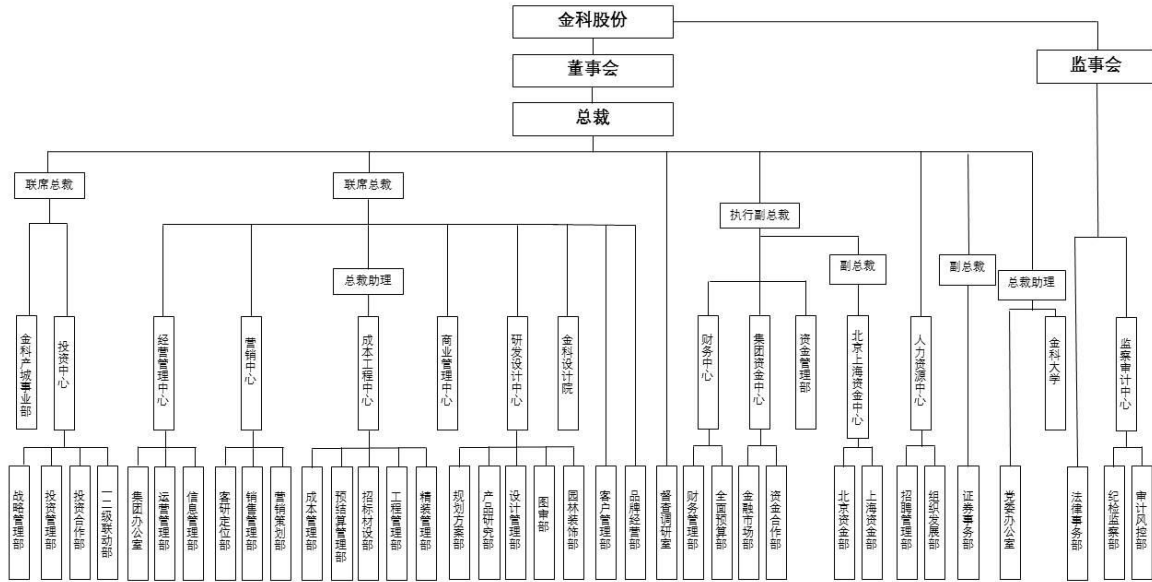 金科股份
董事会
监事会
总裁
联席总裁
联席总裁
执行副总裁
总裁助理
副总裁
副总裁
总裁助理
金科产城事业部
投资中心
经营管理中心
营销中心
成本工程中心
商业管理中心
研发设计中心
金科设计院
财务中心
集团资金中心
资金管理部
北京上海资金中心
人力资源中心
金科大学
监察审计中心
战略管理部
投资管理部
投资合作部
一二级联动部
集团办公室
运营管理部
信息管理部
客研定位部
销售管理部
营销策划部
成本管理部
预结算管理部
招标材设部
工程管理部
精装管理部
规划方案部
产品研究部
设计管理部
图审部
园林装饰部
客户管理部
品牌经营部
督查调研室
财务管理部
全面预算部
金融市场部
资金合作部
北京资金部
上海资金部
招聘管理部
组织发展部
证券事务部
党委办公室
法律事务部
纪检监察部
审计风控部